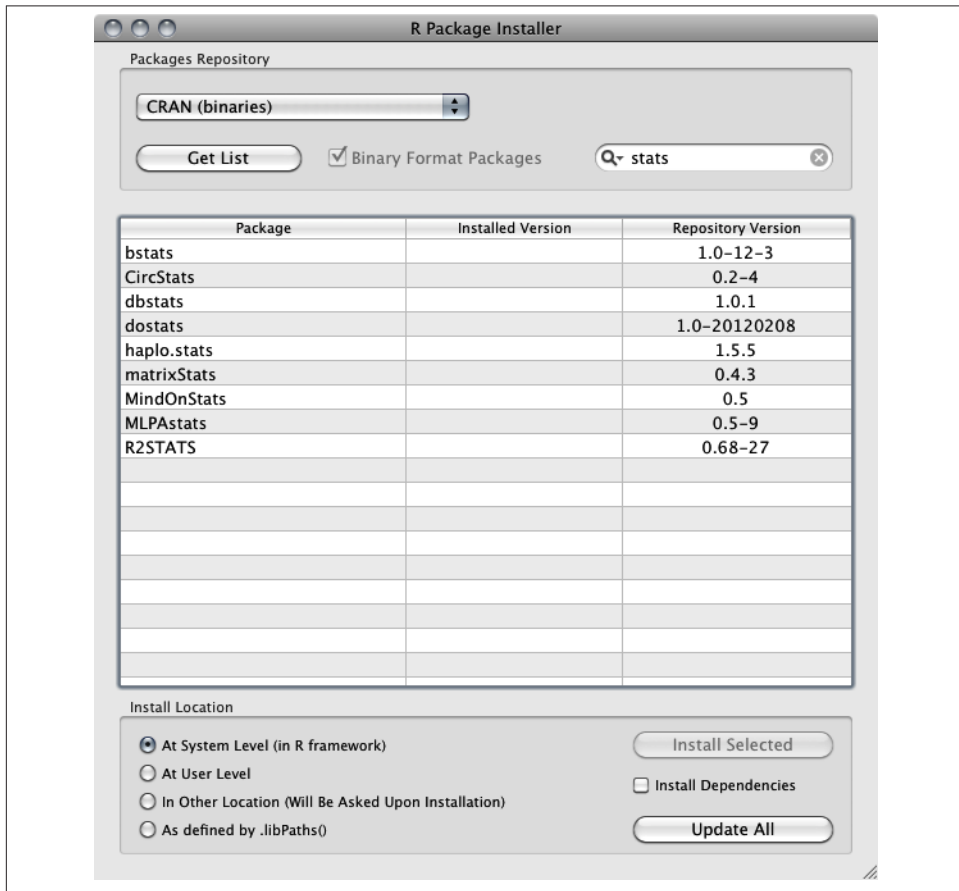 R Package Installer
Packages Repository
CRAN (binaries)
Get List
Binary Format Packages
stats
Package Installed Version Repository Version
bstats 1.0-12-3
CircStats 0.2-4
dbstats 1.0.1
dostats 1.0-20120208
haplo.stats 1.5.5
matrixStats 0.4.3
MindOnStats 0.5
MLPAstats 0.5-9
R2STATS 0.68-27
Install Location
At System Level (in R framework)
Install Selected
At User Level
Install Dependencies
In Other Location (Will Be Asked Upon Installation)
As defined by .libPaths()
Update All